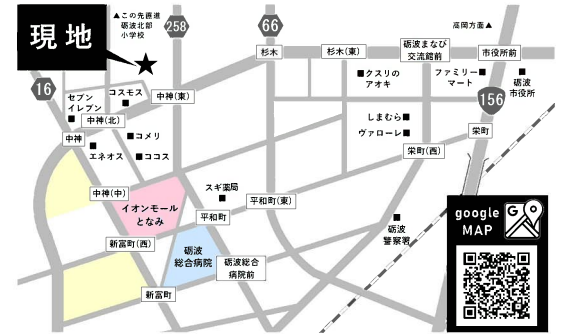 現地
▲この先直進
砺波北部
小学校
258
66
高岡方面▲
杉木
杉木(東)
砺波まなび
交流館前
市役所前
16
コスモス
セブン
イレブン
中神(東)
中神(北)
クスリの
アオキ
ファミリー
マート
砺波
市役所
156
中神
コメリ
エネオス
ココス
しまむら
ヴァローレ
栄町
栄町(西)
中神(中)
イオンモール
となみ
スギ薬局
平和町(東)
平和町
新富町(西)
砺波
総合病院
砺波総合
病院前
砺波
警察署
新富町
google
MAP
G